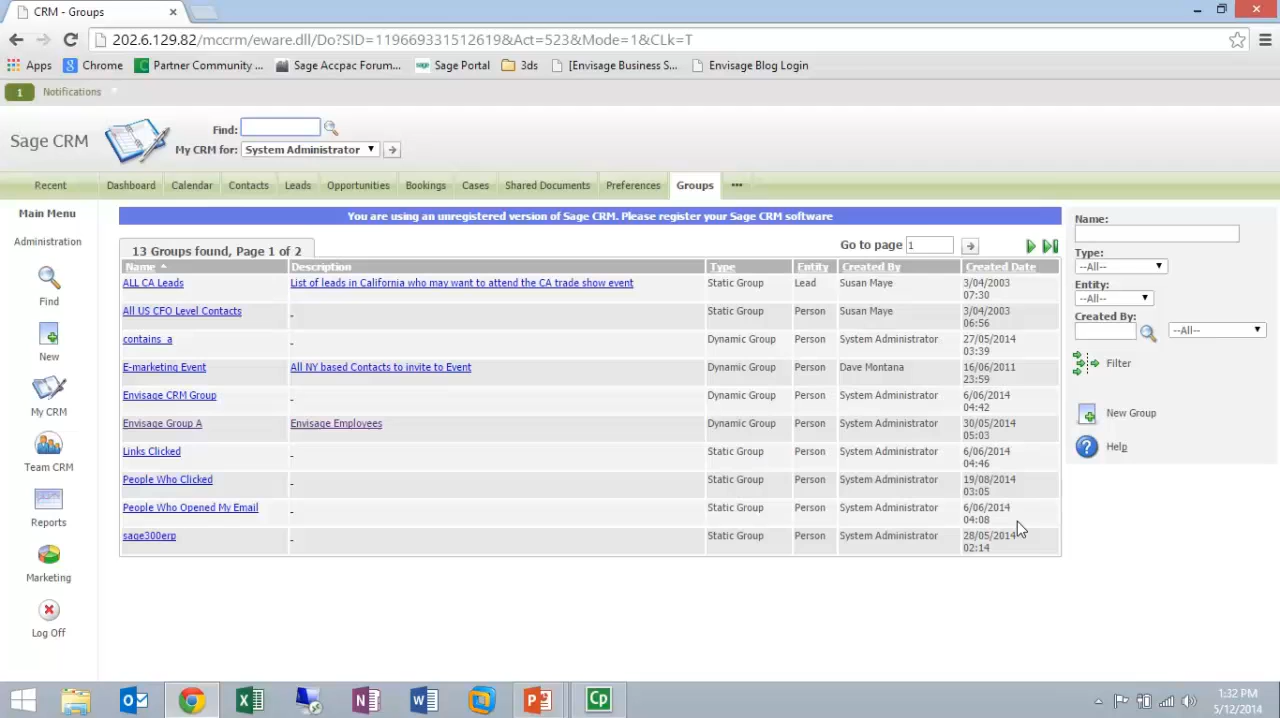 CRM - Groups
202.6.129.82/mccrm/eware.dll/Do?SID=119669331512619&Act=523&Mode=1&CLk=T
Apps Chrome Partner Community ... Sage Accpac Forum... Sage Portal 3ds [Envisage Business S... Envisage Blog Login
1 Notifications
Sage CRM
Find:
My CRM for: System Administrator
Recent Dashboard Calendar Contacts Leads Opportunities Bookings Cases Shared Documents Preferences Groups •••
Main Menu
Administration
Find
New
My CRM
Team CRM
Reports
Marketing
Log Off
You are using an unregistered version of Sage CRM. Please register your Sage CRM software
13 Groups found, Page 1 of 2
Go to page 1
Name Description Type Entity Created By Created Date
ALL CA Leads List of leads in California who may want to attend the CA trade show event Static Group Lead Susan Maye 3/04/2003
07:30
All US CFO Level Contacts - Static Group Person Susan Maye 3/04/2003
06:56
contains_a - Dynamic Group Person System Administrator 27/05/2014
03:39
E-marketing Event All NY based Contacts to invite to Event Dynamic Group Person Dave Montana 16/06/2011
23:59
Envisage CRM Group - Dynamic Group Person System Administrator 6/06/2014
04:42
Envisage Group A Envisage Employees Dynamic Group Person System Administrator 30/05/2014
05:03
Links Clicked - Static Group Person System Administrator 6/06/2014
04:46
People Who Clicked - Static Group Person System Administrator 19/08/2014
03:05
People Who Opened My Email - Static Group Person System Administrator 6/06/2014
04:08
sage300erp - Static Group Person System Administrator 28/05/2014
02:14
Name:
Type:
--All--
Entity:
--All--
Created By:
--All--
Filter
New Group
Help
1:32 PM
5/12/2014